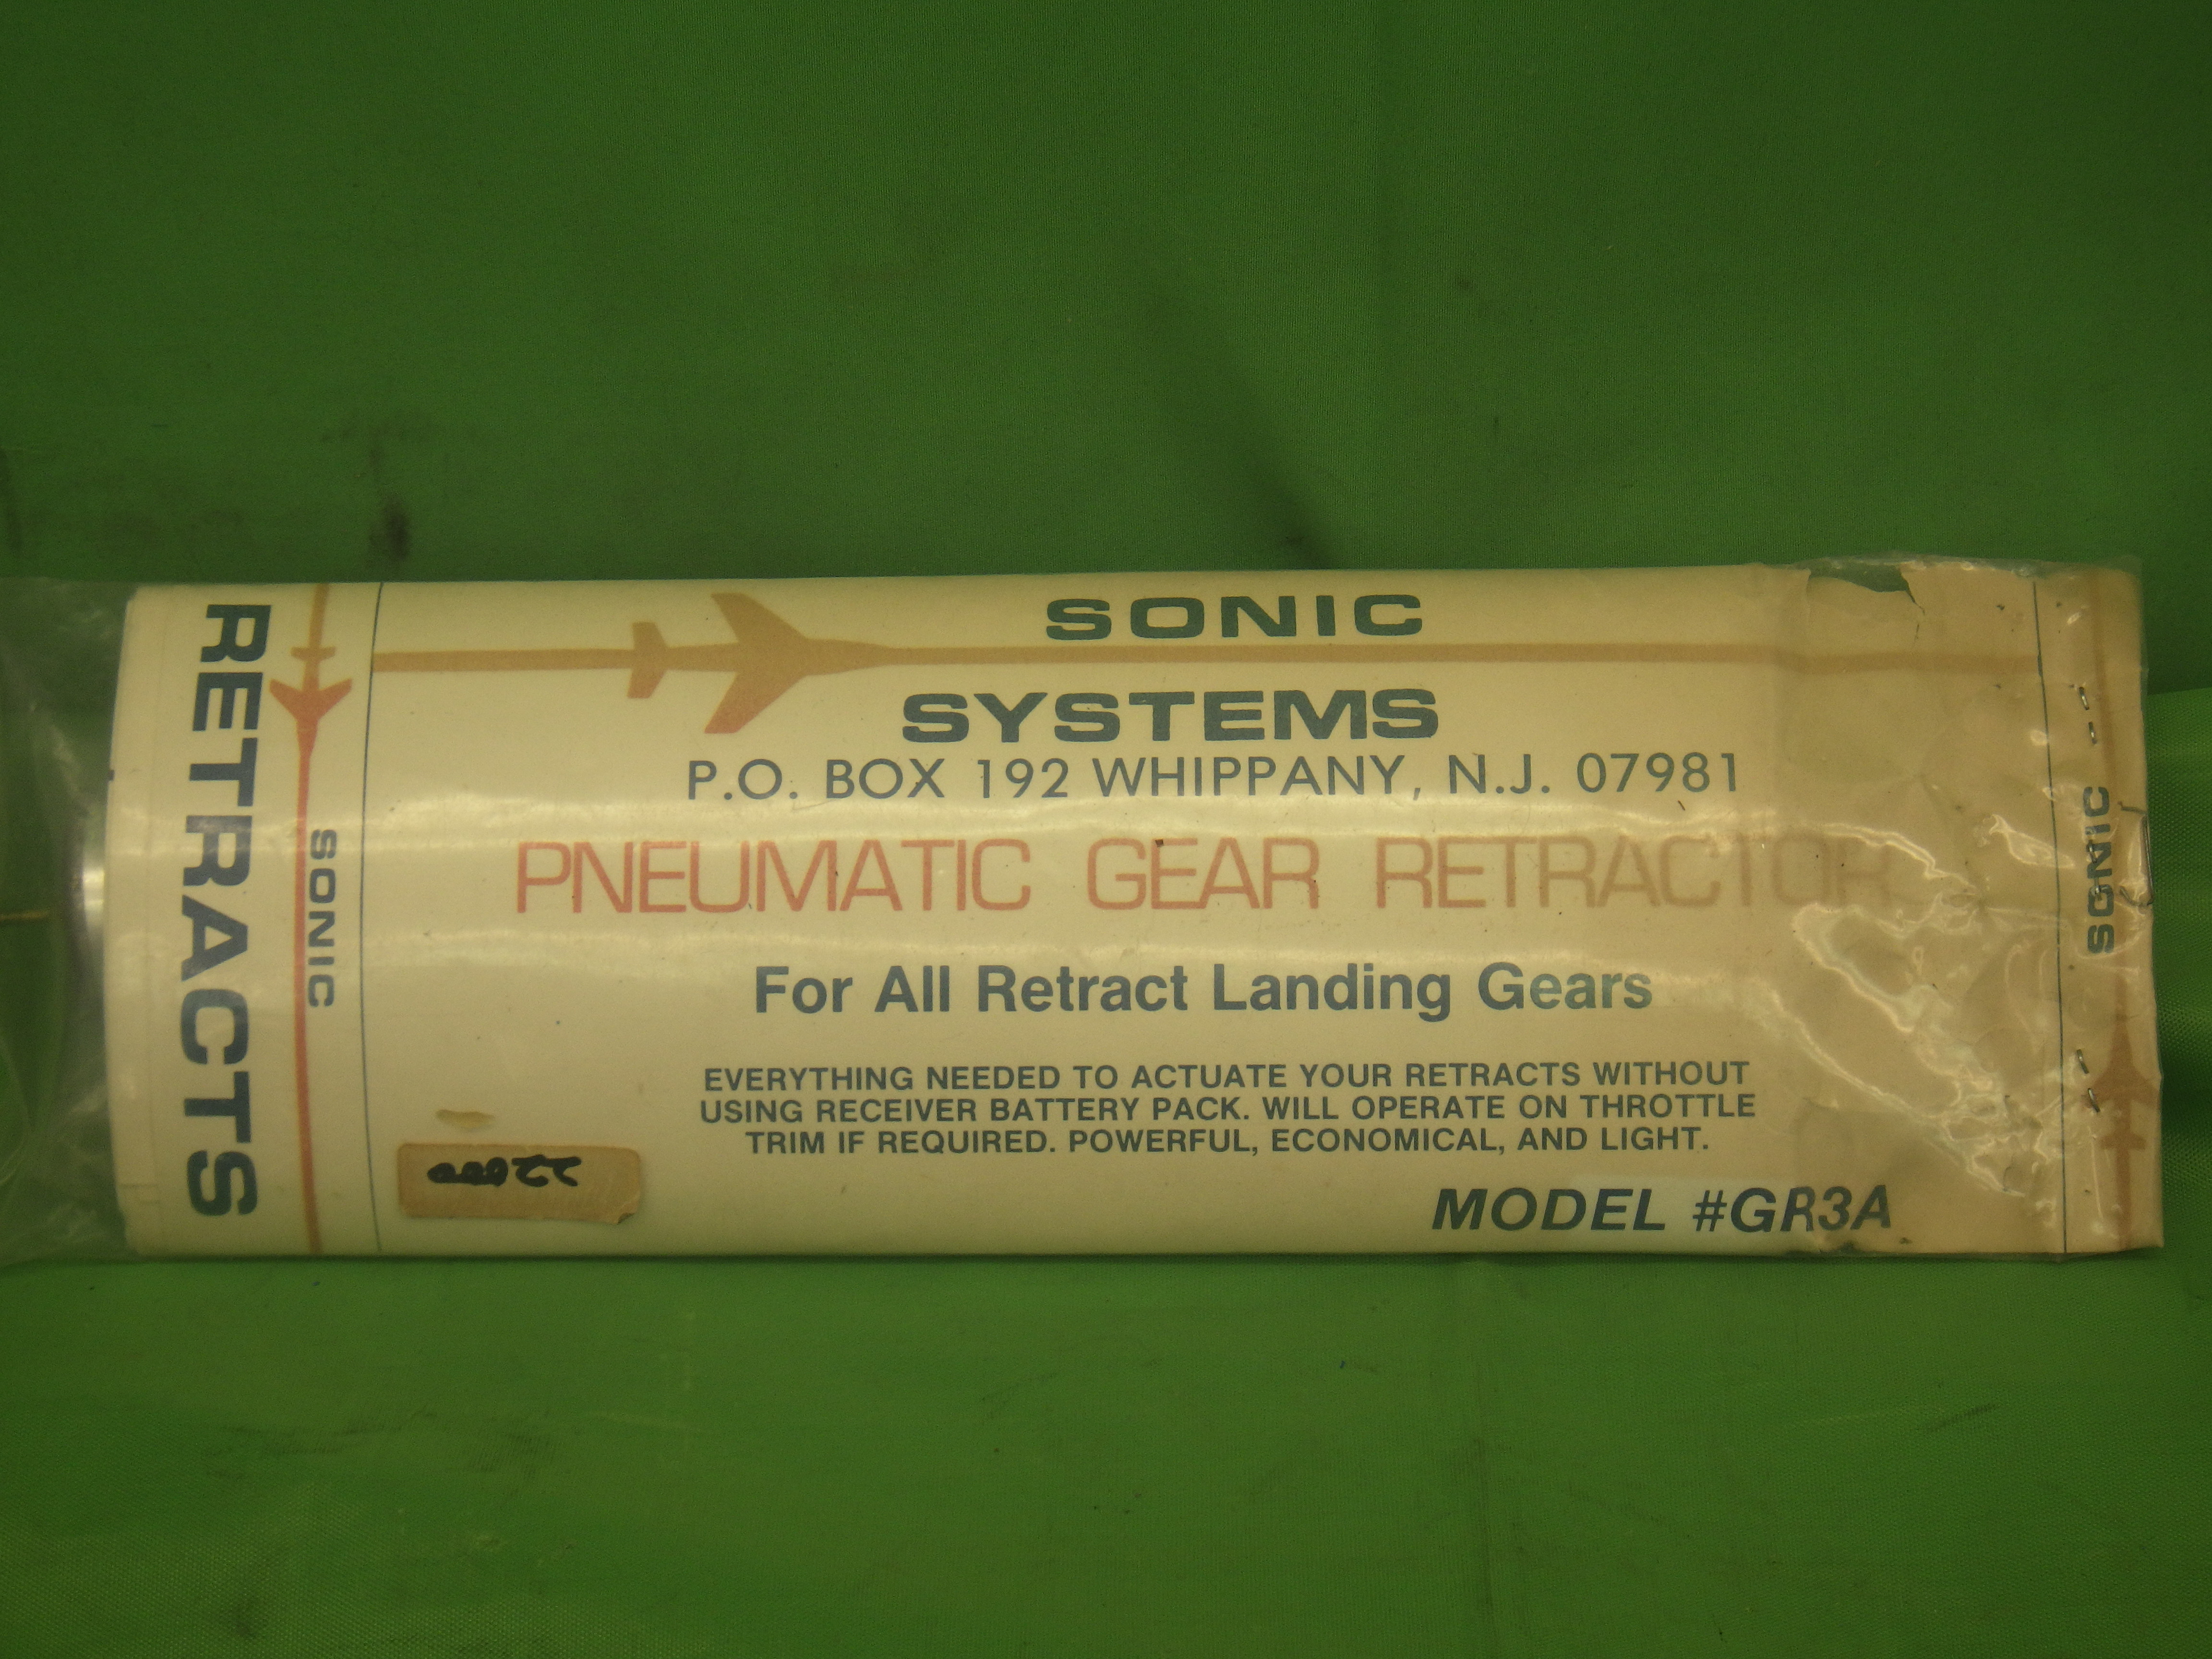 RETRACTS
SONIC
SONIC
SYSTEMS
P.O. BOX 192 WHIPPANY, N.J. 07981
PNEUMATIC GEAR RETRACTOR
For All Retract Landing Gears
EVERYTHING NEEDED TO ACTUATE YOUR RETRACTS WITHOUT
USING RECEIVER BATTERY PACK. WILL OPERATE ON THROTTLE
TRIM IF REQUIRED. POWERFUL, ECONOMICAL, AND LIGHT.
MODEL #GR3A
SONIC